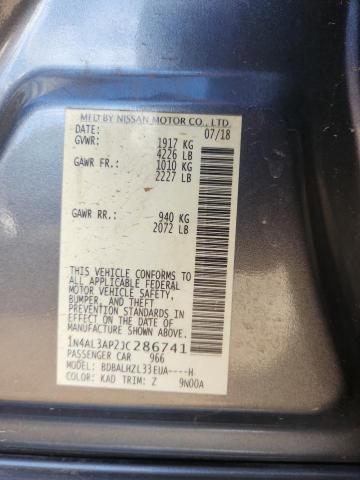 MFD BY NISSAN MOTOR CO., LTD.
DATE: 07/18
GVWR: 1917 KG
4226 LB
GAWR FR: 1010 KG
2227 LB
GAWR RR: 940 KG
2072 LB
THIS VEHICLE CONFORMS TO
ALL APPLICABLE FEDERAL
MOTOR VEHICLE SAFETY,
BUMPER, AND THEFT
PREVENTION STANDARDS IN
EFFECT ON THE DATE OF
MANUFACTURE SHOWN ABOVE.
1N4AL3AP2JC286741
PASSENGER CAR 966
MODEL: BDBALHZL33EUA----H
COLOR: KAD TRIM: Z 9N00A